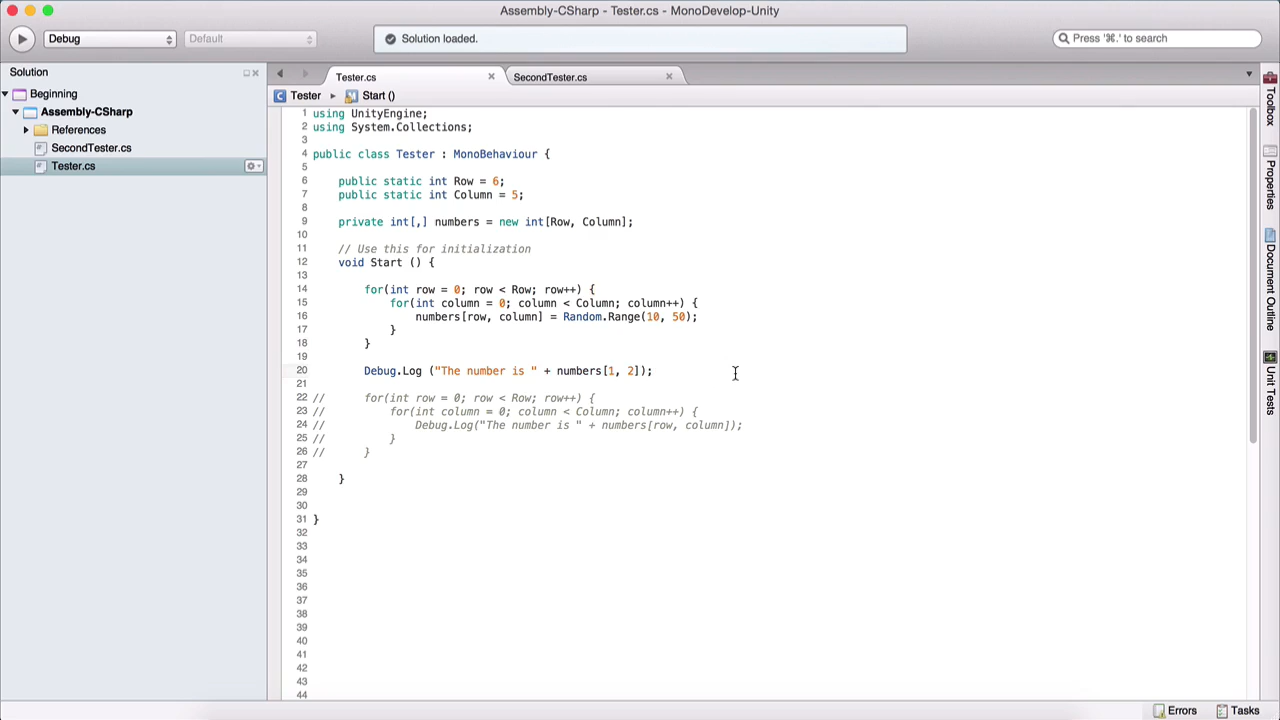 Assembly-CSharp - Tester.cs - MonoDevelop-Unity
Debug
Default
Solution loaded.
Press '⌘.' to search
Solution
Beginning
Assembly-CSharp
References
SecondTester.cs
Tester.cs
Tester.cs
SecondTester.cs
C Tester ▸ M Start ()
1 using UnityEngine;
2 using System.Collections;
3
4 public class Tester : MonoBehaviour {
5
6     public static int Row = 6;
7     public static int Column = 5;
8
9     private int[,] numbers = new int[Row, Column];
10
11     // Use this for initialization
12     void Start () {
13
14         for(int row = 0; row < Row; row++) {
15             for(int column = 0; column < Column; column++) {
16                 numbers[row, column] = Random.Range(10, 50);
17             }
18         }
19
20         Debug.Log ("The number is " + numbers[1, 2]);
21
22 //      for(int row = 0; row < Row; row++) {
23 //          for(int column = 0; column < Column; column++) {
24 //              Debug.Log("The number is " + numbers[row, column]);
25 //          }
26 //      }
27
28     }
29
30
31 }
32
33
34
35
36
37
38
39
40
41
42
43
44
Toolbox
Properties
Document Outline
Unit Tests
Errors
Tasks